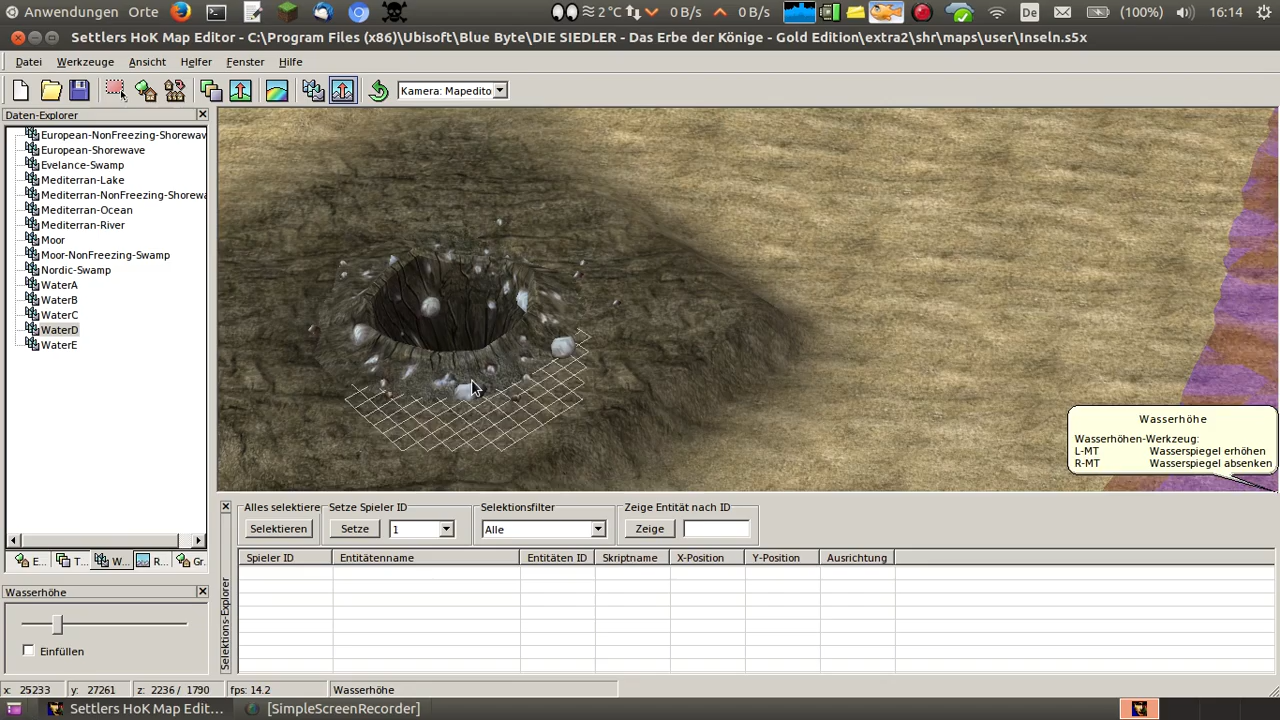 Anwendungen Orte
2 °C 0 B/s 0 B/s De (100%) 16:14
Settlers HoK Map Editor - C:\Program Files (x86)\Ubisoft\Blue Byte\DIE SIEDLER - Das Erbe der Könige - Gold Edition\extra2\shr\maps\user\Inseln.s5x
Datei Werkzeuge Ansicht Helfer Fenster Hilfe
Kamera: Mapedito
Daten-Explorer
European-NonFreezing-Shorewav
European-Shorewave
Evelance-Swamp
Mediterran-Lake
Mediterran-NonFreezing-Shorewa
Mediterran-Ocean
Mediterran-River
Moor
Moor-NonFreezing-Swamp
Nordic-Swamp
WaterA
WaterB
WaterC
WaterD
WaterE
E... T... W... R... Gr.
Wasserhöhe
Einfüllen
Wasserhöhe
Wasserhöhen-Werkzeug:
L-MT Wasserspiegel erhöhen
R-MT Wasserspiegel absenken
Selektions-Explorer
Alles selektiere Setze Spieler ID Selektionsfilter Zeige Entität nach ID
Selektieren Setze 1 Alle Zeige
Spieler ID Entitätenname Entitäten ID Skriptname X-Position Y-Position Ausrichtung
x: 25233 y: 27261 z: 2236 / 1790 fps: 14.2 Wasserhöhe
Settlers HoK Map Edit... [SimpleScreenRecorder]